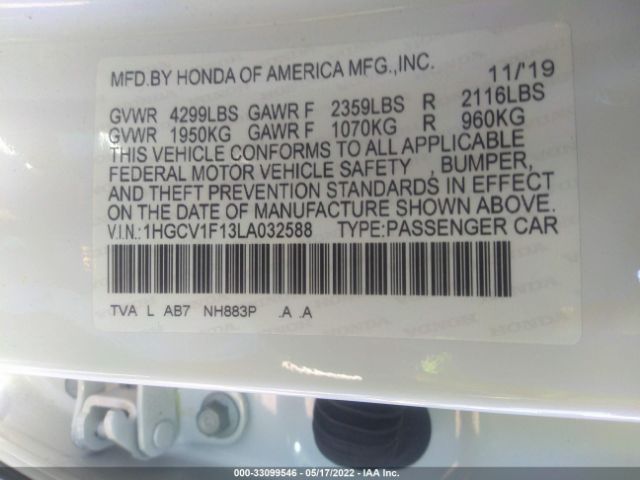 MFD.BY HONDA OF AMERICA MFG.,INC. 11/'19
GVWR 4299LBS GAWR F 2359LBS R 2116LBS
GVWR 1950KG GAWR F 1070KG R 960KG
THIS VEHICLE CONFORMS TO ALL APPLICABLE
FEDERAL MOTOR VEHICLE SAFETY , BUMPER,
AND THEFT PREVENTION STANDARDS IN EFFECT
ON THE DATE OF MANUFACTURE SHOWN ABOVE.
V.I.N.:1HGCV1F13LA032588 TYPE:PASSENGER CAR
TVA L AB7 NH883P .A .A
000-33099546 - 05/17/2022 - IAA Inc.